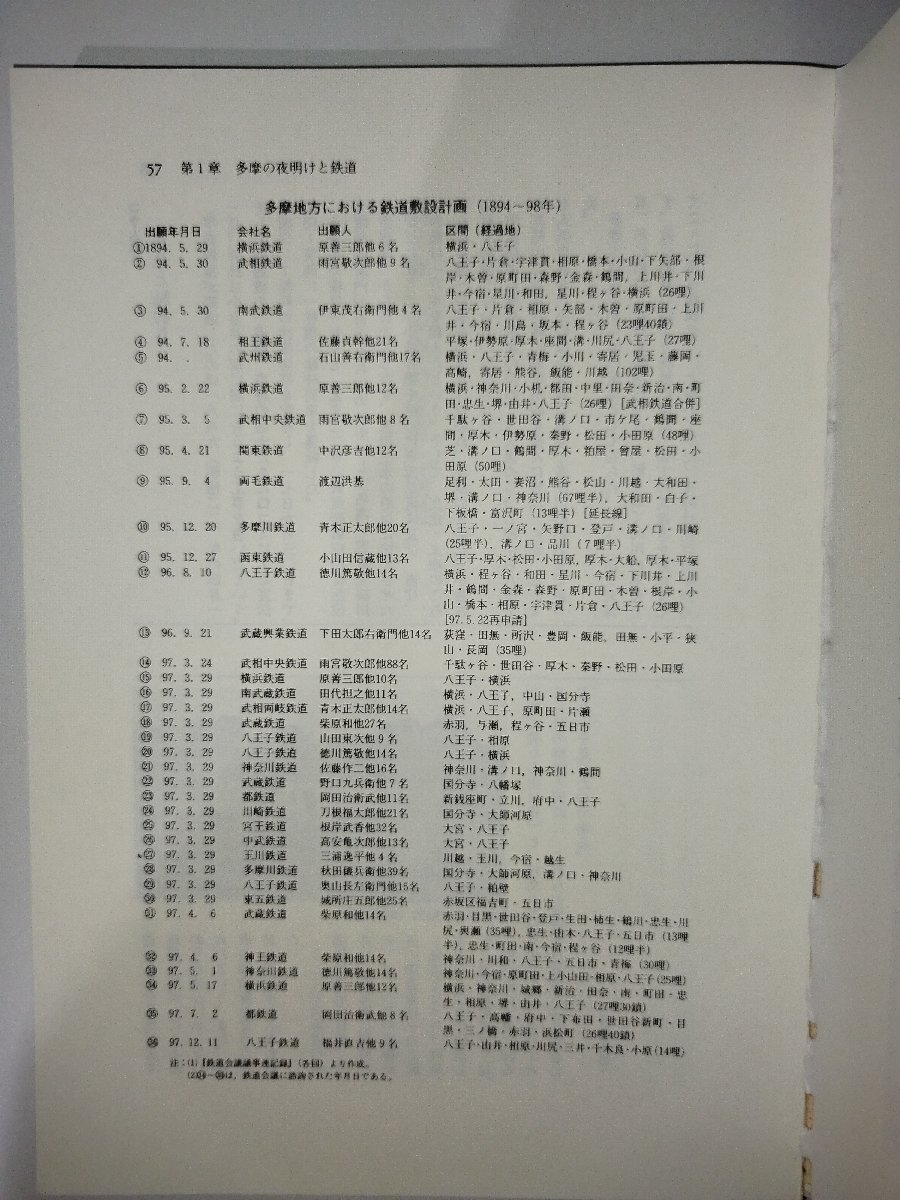 57 第1章 多摩の夜明けと鉄道
多摩地方における鉄道敷設計画 (1894〜98年)
出願年月日 会社名 出願人 区間 (経過地)
①1894. 5. 29 横浜鉄道 原善三郎他6名 横浜・八王子
② 94. 5. 30 武相鉄道 雨宮敬次郎他9名 八王子・片倉・宇津貫・相原・橋本・小山・下矢部・根
岸・木曽・原町田・森野・金森・鶴間, 上川井・下川
井・今宿・星川・和田, 星川・程ヶ谷・横浜 (26哩)
③ 94. 5. 30 南武鉄道 伊東茂右衛門他4名 八王子・片倉・相原・矢部・木曽・原町田・上川
井・今宿・川島・坂本・程ヶ谷 (23哩40鎖)
④ 94. 7. 18 相王鉄道 佐藤貞幹他21名 平塚・伊勢原・厚木・座間・溝・川尻・八王子 (27哩)
⑤ 94. . 武州鉄道 石山善右衛門他17名 横浜・八王子・青梅・小川・寄居・児玉・藤岡・
高崎, 寄居・熊谷, 飯能・川越 (102哩)
⑥ 95. 2. 22 横浜鉄道 原善三郎他12名 横浜・神奈川・小机・都田・中里・田奈・新治・南・町
田・忠生・堺・由井・八王子 (26哩) [武相鉄道合併]
⑦ 95. 3. 5 武相中央鉄道 雨宮敬次郎他8名 千駄ヶ谷・世田谷・溝ノ口・市ケ尾・鶴間・座
間・厚木・伊勢原・秦野・松田・小田原 (48哩)
⑧ 95. 4. 21 関東鉄道 中沢彦吉他12名 芝・溝ノ口・鶴間・厚木・粕屋・曽屋・松田・小
田原 (50哩)
⑨ 95. 9. 4 両毛鉄道 渡辺洪基 足利・太田・妻沼・熊谷・松山・川越・大和田・
堺・溝ノ口・神奈川 (67哩半), 大和田・白子・
下板橋・富沢町 (13哩半) [延長線]
⑩ 95. 12. 20 多摩川鉄道 青木正太郎他20名 八王子・一ノ宮・矢野口・登戸・溝ノ口・川崎
(25哩半), 溝ノ口・品川 (7哩半)
⑪ 95. 12. 27 函東鉄道 小山田信蔵他13名 八王子・厚木・松田・小田原, 厚木・大船, 厚木・平塚
⑫ 96. 8. 10 八王子鉄道 徳川篤敬他14名 横浜・程ヶ谷・和田・星川・今宿・下川井・上川
井・鶴間・金森・森野・原町田・木曽・根岸・小
山・橋本・相原・宇津貫・片倉・八王子 (26哩)
[97.5.22再申請]
⑬ 96. 9. 21 武蔵興業鉄道 下田太郎右衛門他14名 荻窪・田無・所沢・豊岡・飯能, 田無・小平・狭
山・長岡 (35哩)
⑭ 97. 3. 24 武相中央鉄道 雨宮敬次郎他88名 千駄ヶ谷・世田谷・厚木・秦野・松田・小田原
⑮ 97. 3. 29 横浜鉄道 原善三郎他10名 八王子・横浜
⑯ 97. 3. 29 南武蔵鉄道 田代担之他11名 横浜・八王子, 中山・国分寺
⑰ 97. 3. 29 武相両岐鉄道 青木正太郎他14名 横浜・八王子, 原町田・片瀬
⑱ 97. 3. 29 武蔵鉄道 柴原和他27名 赤羽, 与瀬, 程ヶ谷・五日市
⑲ 97. 3. 29 八王子鉄道 山田東次他9名 八王子・相原
⑳ 97. 3. 29 八王子鉄道 徳川篤敬他14名 八王子・横浜
㉑ 97. 3. 29 神奈川鉄道 佐藤作二他16名 神奈川・溝ノ口, 神奈川・鶴間
㉒ 97. 3. 29 武蔵鉄道 野口九兵衛他7名 国分寺・八幡塚
㉓ 97. 3. 29 都鉄道 岡田治衛武他11名 新銭座町・立川, 府中・八王子
㉔ 97. 3. 29 川崎鉄道 刀根福太郎他21名 国分寺・大師河原
㉕ 97. 3. 29 宮王鉄道 根岸武香他32名 大宮・八王子
㉖ 97. 3. 29 中武鉄道 高安亀次郎他13名 大宮・八王子
㉗ 97. 3. 29 玉川鉄道 三浦逸平他4名 川越・玉川, 今宿・越生
㉘ 97. 3. 29 多摩川鉄道 秋田磯兵衛他39名 国分寺・大師河原, 溝ノ口・神奈川
㉙ 97. 3. 29 八王子鉄道 奥山長左衛門他15名 八王子・粕壁
㉚ 97. 3. 29 東五鉄道 城所庄五郎他25名 赤坂区福吉町・五日市
㉛ 97. 4. 6 武蔵鉄道 柴原和他14名 赤羽・目黒・世田谷・登戸・生田・柿生・鶴川・忠生・川
尻・与瀬 (35哩), 忠生・由木・八王子・五日市 (13哩
半), 忠生・町田・南・今宿・程ヶ谷 (12哩半)
㉜ 97. 4. 6 神王鉄道 柴原和他14名 神奈川・川和・八王子・五日市・青梅 (30哩)
㉝ 97. 5. 1 神奈川鉄道 徳川篤敬他14名 神奈川・今宿・原町田・上小山田・相原・八王子 (25哩)
㉞ 97. 5. 17 横浜鉄道 原善三郎他12名 横浜・神奈川・城郷・新治・田奈・南・町田・忠
生・相原・堺・由井・八王子 (27哩30鎖)
㉟ 97. 7. 2 都鉄道 岡田治衛武他8名 八王子・高幡・府中・下布田・世田谷新町・目
黒・三ノ橋・赤羽・浜松町 (26哩40鎖)
㊱ 97. 12. 11 八王子鉄道 福井直吉他9名 八王子・由井・相原・川尻・三井・千木良・小原 (14哩)
注：(1)『鉄道会議議事速記録』(各回) より作成。
は, 鉄道会議に諮詢された年月日である。